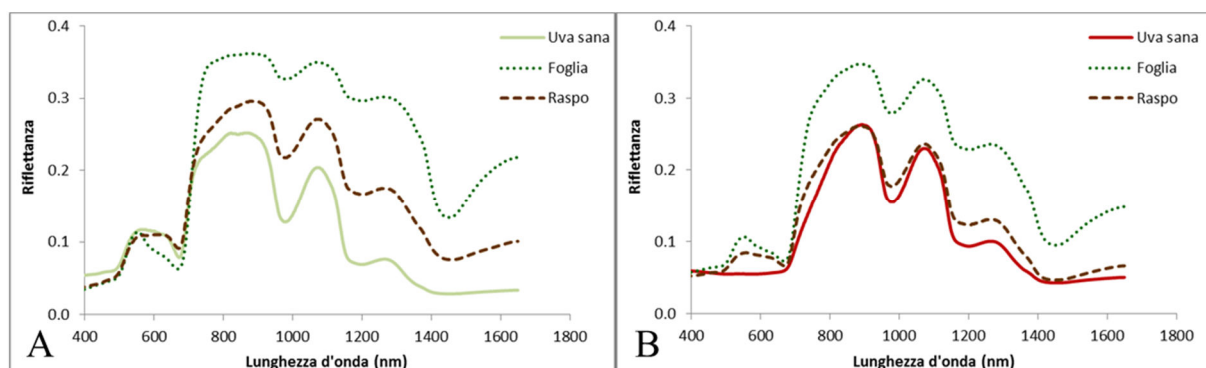 0.4
0.3
0.2
0.1
0.0
Riflettanza
400 600 800 1000 1200 1400 1600 1800
Lunghezza d'onda (nm)
Uva sana
Foglia
Raspo
A
0.4
0.3
0.2
0.1
0.0
Riflettanza
400 600 800 1000 1200 1400 1600 1800
Lunghezza d'onda (nm)
Uva sana
Foglia
Raspo
B